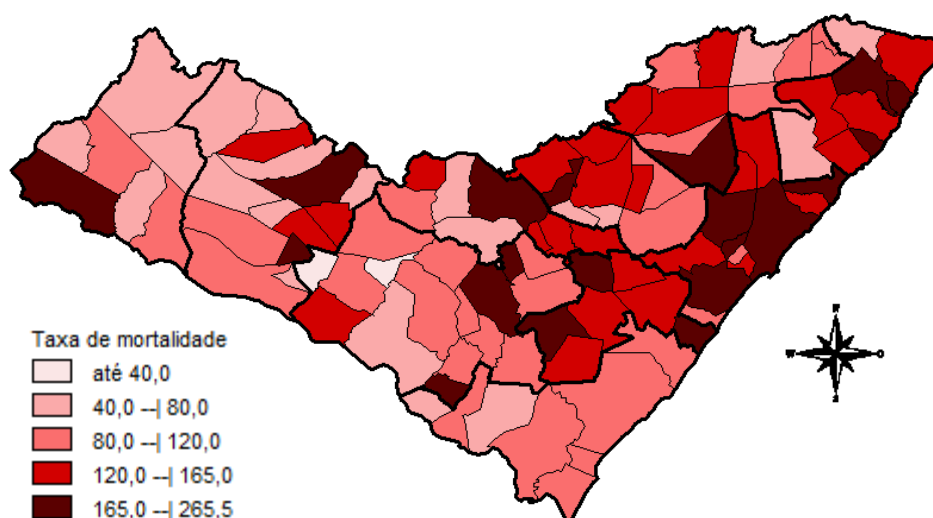 Taxa de mortalidade
até 40,0
40,0 --| 80,0
80,0 --| 120,0
120,0 --| 165,0
165,0 --| 265,5
W
O
S